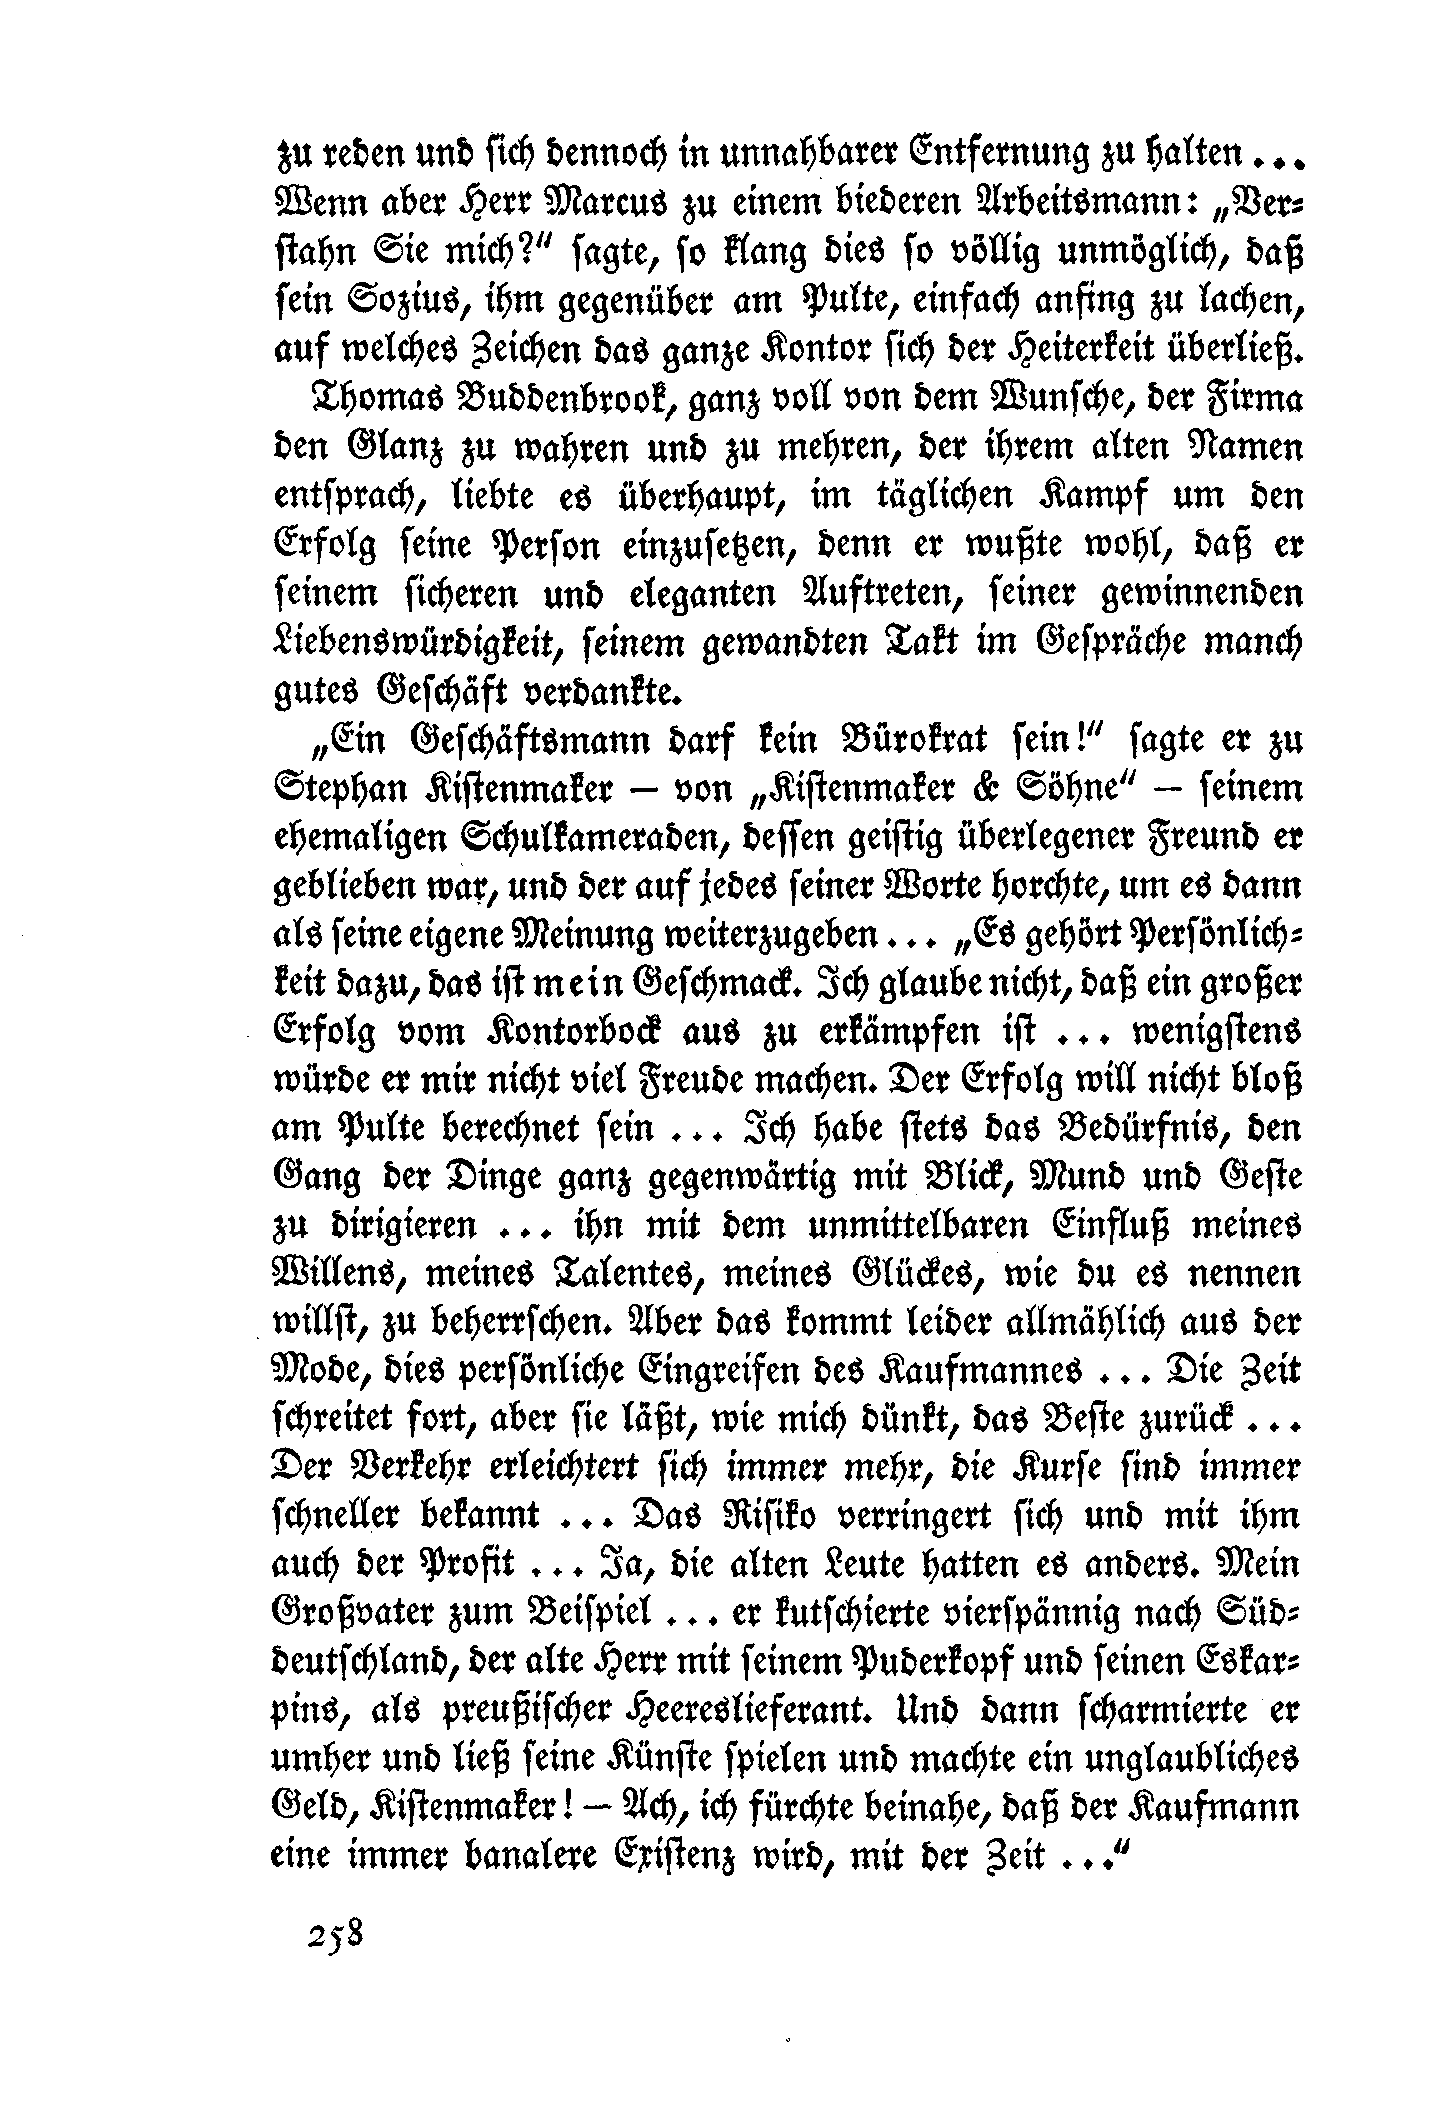 zu reden und sich dennoch in unnahbarer Entfernung zu halten ...
Wenn aber Herr Marcus zu einem biederen Arbeitsmann: „Ver-
stahn Sie mich?“ sagte, so klang dies so völlig unmöglich, daß
sein Sozius, ihm gegenüber am Pulte, einfach anfing zu lachen,
auf welches Zeichen das ganze Kontor sich der Heiterkeit überließ.
Thomas Buddenbrook, ganz voll von dem Wunsche, der Firma
den Glanz zu wahren und zu mehren, der ihrem alten Namen
entsprach, liebte es überhaupt, im täglichen Kampf um den
Erfolg seine Person einzusetzen, denn er wußte wohl, daß er
seinem sicheren und eleganten Auftreten, seiner gewinnenden
Liebenswürdigkeit, seinem gewandten Takt im Gespräche manch
gutes Geschäft verdankte.
„Ein Geschäftsmann darf kein Bürokrat sein!“ sagte er zu
Stephan Kistenmaker — von „Kistenmaker & Söhne“ — seinem
ehemaligen Schulkameraden, dessen geistig überlegener Freund er
geblieben war, und der auf jedes seiner Worte horchte, um es dann
als seine eigene Meinung weiterzugeben ... „Es gehört Persönlich-
keit dazu, das ist mein Geschmack. Ich glaube nicht, daß ein großer
Erfolg vom Kontorbock aus zu erkämpfen ist ... wenigstens
würde er mir nicht viel Freude machen. Der Erfolg will nicht bloß
am Pulte berechnet sein ... Ich habe stets das Bedürfnis, den
Gang der Dinge ganz gegenwärtig mit Blick, Mund und Geste
zu dirigieren ... ihn mit dem unmittelbaren Einfluß meines
Willens, meines Talentes, meines Glückes, wie du es nennen
willst, zu beherrschen. Aber das kommt leider allmählich aus der
Mode, dies persönliche Eingreifen des Kaufmannes ... Die Zeit
schreitet fort, aber sie läßt, wie mich dünkt, das Beste zurück ...
Der Verkehr erleichtert sich immer mehr, die Kurse sind immer
schneller bekannt ... Das Risiko verringert sich und mit ihm
auch der Profit ... Ja, die alten Leute hatten es anders. Mein
Großvater zum Beispiel ... er kutschierte vierspännig nach Süd-
deutschland, der alte Herr mit seinem Puderkopf und seinen Eskar-
pins, als preußischer Heereslieferant. Und dann scharmierte er
umher und ließ seine Künste spielen und machte ein unglaubliches
Geld, Kistenmaker! — Ach, ich fürchte beinahe, daß der Kaufmann
eine immer banalere Existenz wird, mit der Zeit ...“
258